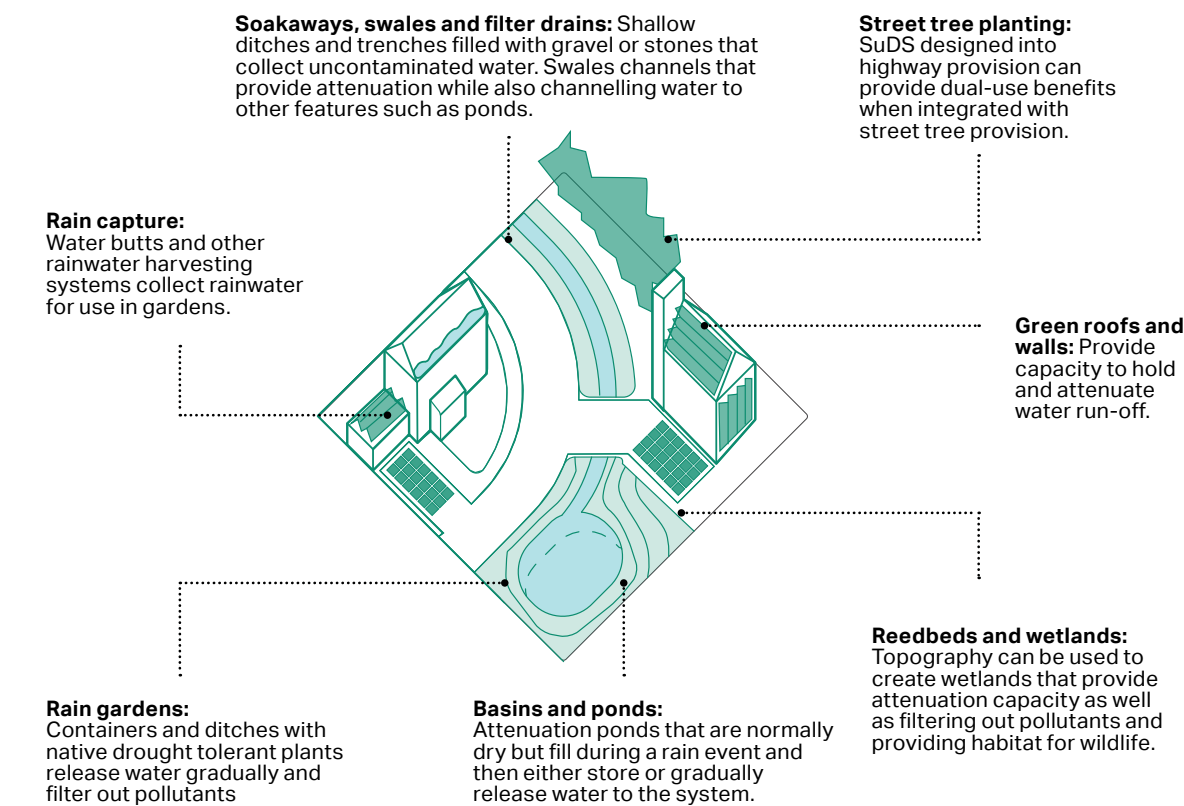 Soakaways, swales and filter drains: Shallow
ditches and trenches filled with gravel or stones that
collect uncontaminated water. Swales channels that
provide attenuation while also channelling water to
other features such as ponds.
Street tree planting:
SuDS designed into
highway provision can
provide dual-use benefits
when integrated with
street tree provision.
Rain capture:
Water butts and other
rainwater harvesting
systems collect rainwater
for use in gardens.
Green roofs and
walls: Provide
capacity to hold
and attenuate
water run-off.
Reedbeds and wetlands:
Topography can be used to
create wetlands that provide
attenuation capacity as well
as filtering out pollutants and
providing habitat for wildlife.
Rain gardens:
Containers and ditches with
native drought tolerant plants
release water gradually and
filter out pollutants
Basins and ponds:
Attenuation ponds that are normally
dry but fill during a rain event and
then either store or gradually
release water to the system.